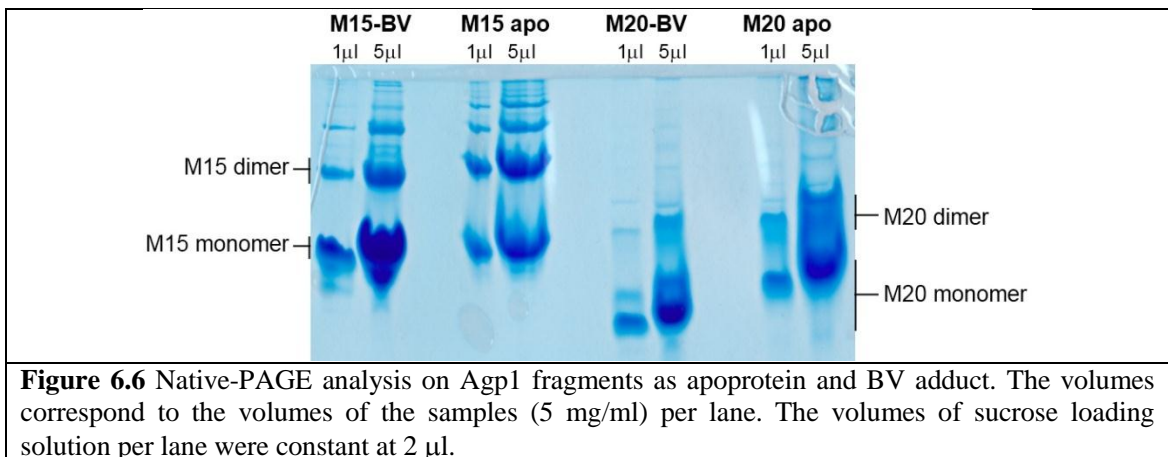 M15-BV M15 apo M20-BV M20 apo
1μl 5μl 1μl 5μl 1μl 5μl 1μl 5μl
M15 dimer
M20 dimer
M15 monomer
M20 monomer
Figure 6.6 Native-PAGE analysis on Agp1 fragments as apoprotein and BV adduct. The volumes
correspond to the volumes of the samples (5 mg/ml) per lane. The volumes of sucrose loading
solution per lane were constant at 2 μl.